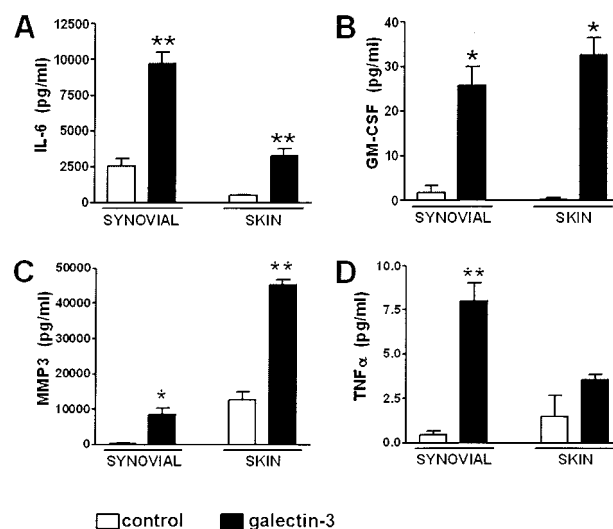 A
IL-6 (pg/ml)
12500
10000
7500
5000
2500
0
**
**
SYNOVIAL
SKIN
B
GM-CSF (pg/ml)
40
30
20
10
0
*
*
SYNOVIAL
SKIN
C
MMP3 (pg/ml)
50000
40000
30000
20000
10000
0
*
**
SYNOVIAL
SKIN
D
TNFα (pg/ml)
10.0
7.5
5.0
2.5
0.0
**
SYNOVIAL
SKIN
control
galectin-3